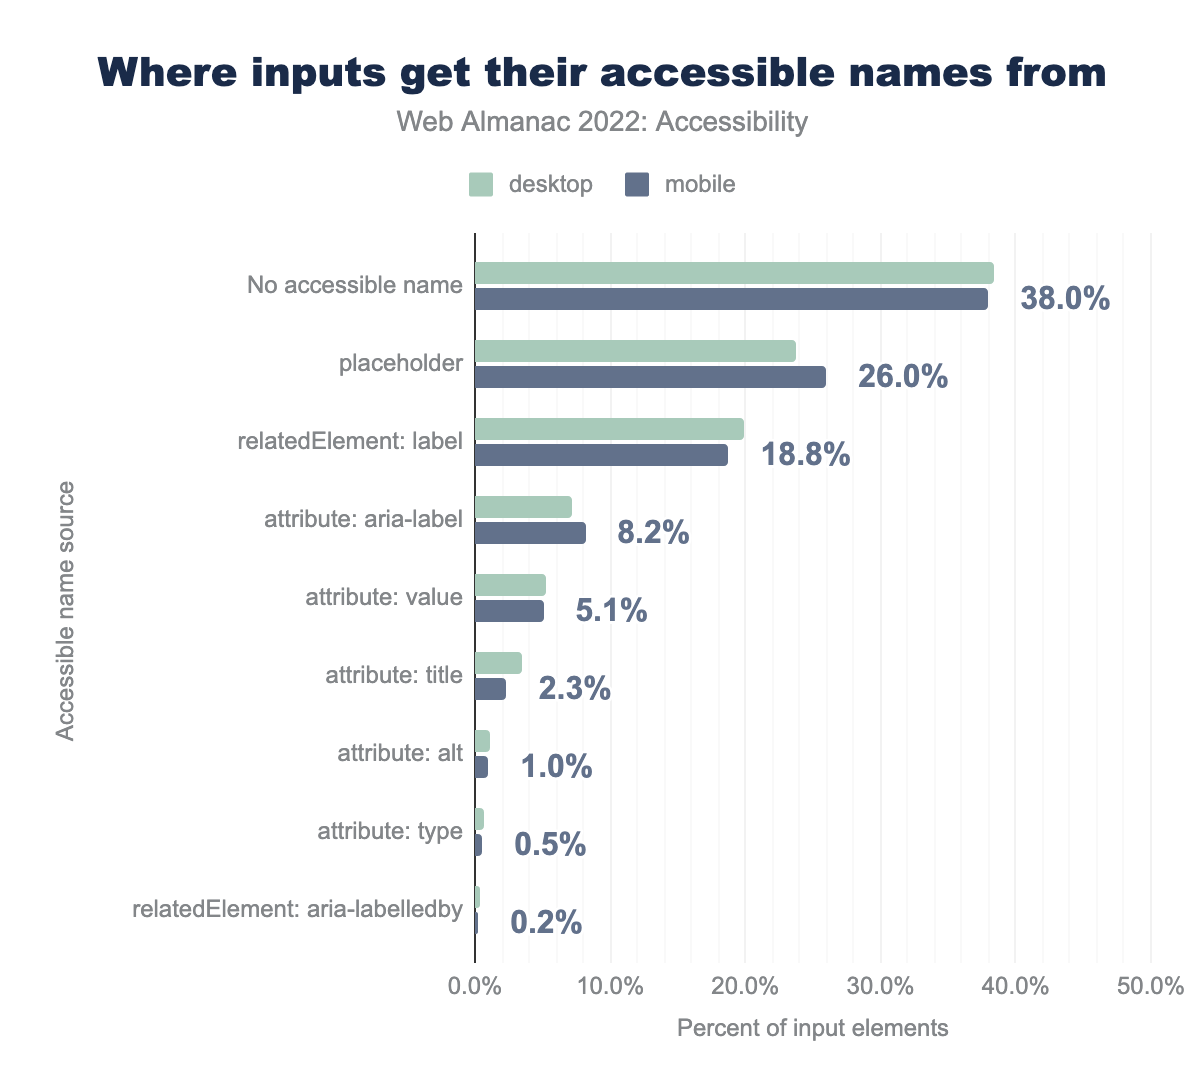 Where inputs get their accessible names from
Web Almanac 2022: Accessibility
desktop
mobile
Accessible name source
No accessible name
38.0%
placeholder
26.0%
relatedElement: label
18.8%
attribute: aria-label
8.2%
attribute: value
5.1%
attribute: title
2.3%
attribute: alt
1.0%
attribute: type
0.5%
relatedElement: aria-labelledby
0.2%
0.0% 10.0% 20.0% 30.0% 40.0% 50.0%
Percent of input elements